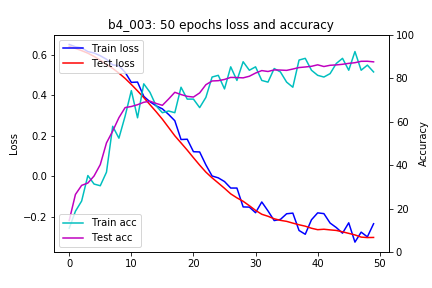 b4_003: 50 epochs loss and accuracy
Train loss
Test loss
Train acc
Test acc
Loss
Accuracy
0.6
0.4
0.2
0.0
−0.2
100
80
60
40
20
0
0 10 20 30 40 50